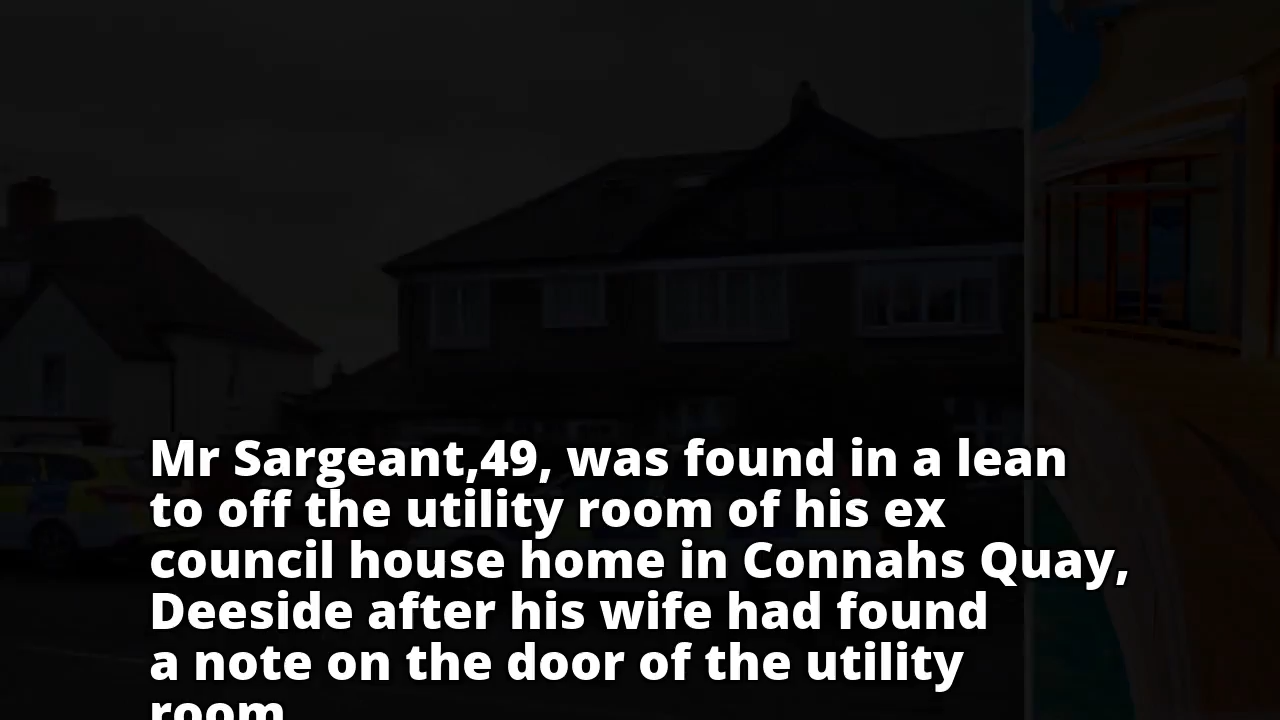 Mr Sargeant,49, was found in a lean
to off the utility room of his ex
council house home in Connahs Quay,
Deeside after his wife had found
a note on the door of the utility
room